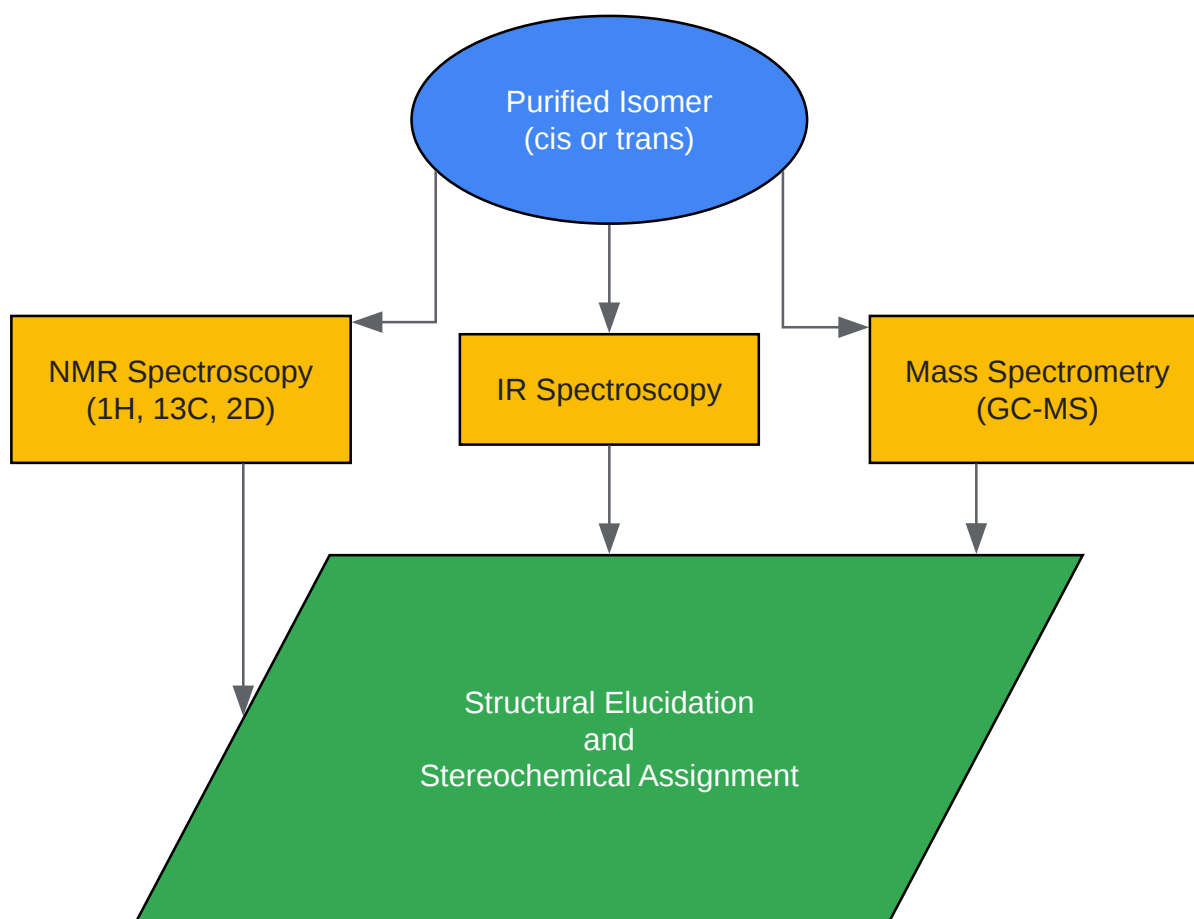 Purified Isomer
(cis or trans)
NMR Spectroscopy
(1H, 13C, 2D)
IR Spectroscopy
Mass Spectrometry
(GC-MS)
Structural Elucidation
and
Stereochemical Assignment